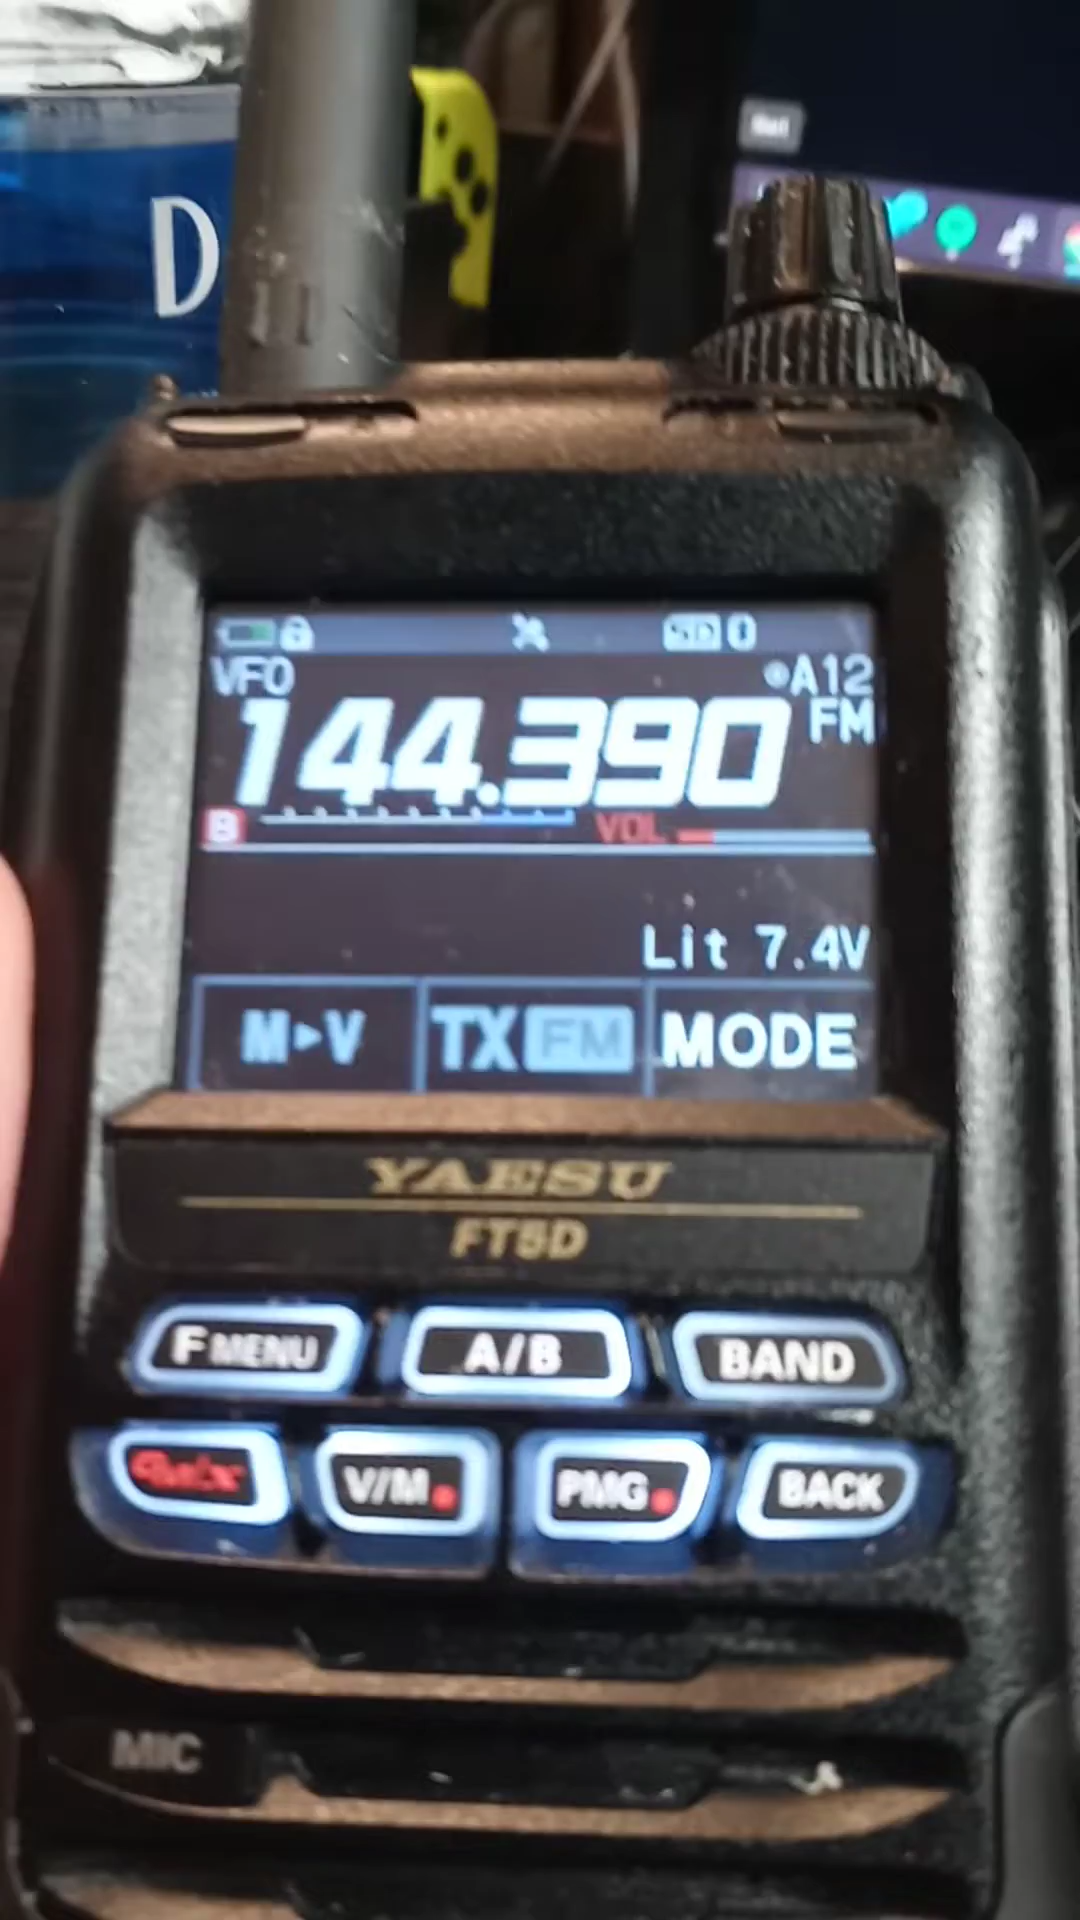 D
VFO
A12
144.390
FM
B
VOL
Lit 7.4V
M▸V
TX FM
MODE
YAESU
FT5D
F MENU
A/B
BAND
V/M
PMG
BACK
MIC